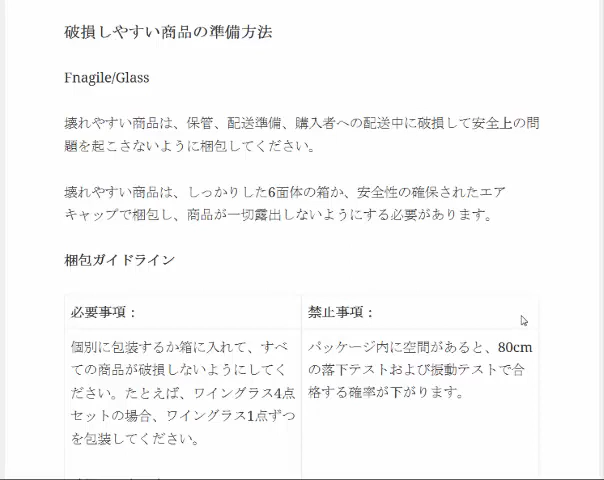 破損しやすい商品の準備方法
Fnagile/Glass
壊れやすい商品は、保管、配送準備、購入者への配送中に破損して安全上の問
題を起こさないように梱包してください。
壊れやすい商品は、しっかりした6面体の箱か、安全性の確保されたエア
キャップで梱包し、商品が一切露出しないようにする必要があります。
梱包ガイドライン
必要事項：
個別に包装するか箱に入れて、すべ
ての商品が破損しないようにしてく
ださい。たとえば、ワイングラス4点
セットの場合、ワイングラス1点ずつ
を包装してください。
禁止事項：
パッケージ内に空間があると、80cm
の落下テストおよび振動テストで合
格する確率が下がります。